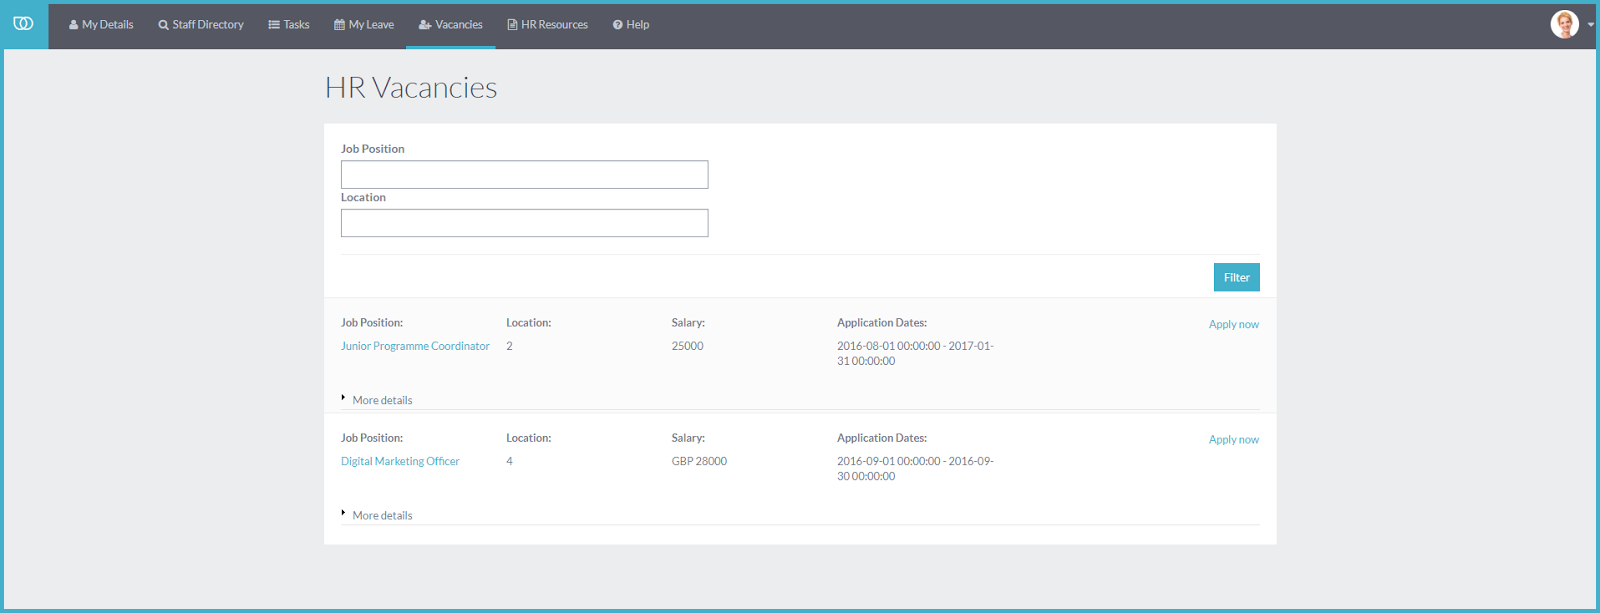 My Details Staff Directory Tasks My Leave Vacancies HR Resources Help
HR Vacancies
Job Position
Location
Filter
Job Position: Location: Salary: Application Dates: Apply now
Junior Programme Coordinator 2 25000 2016-08-01 00:00:00 - 2017-01-
31 00:00:00
More details
Job Position: Location: Salary: Application Dates: Apply now
Digital Marketing Officer 4 GBP 28000 2016-09-01 00:00:00 - 2016-09-
30 00:00:00
More details